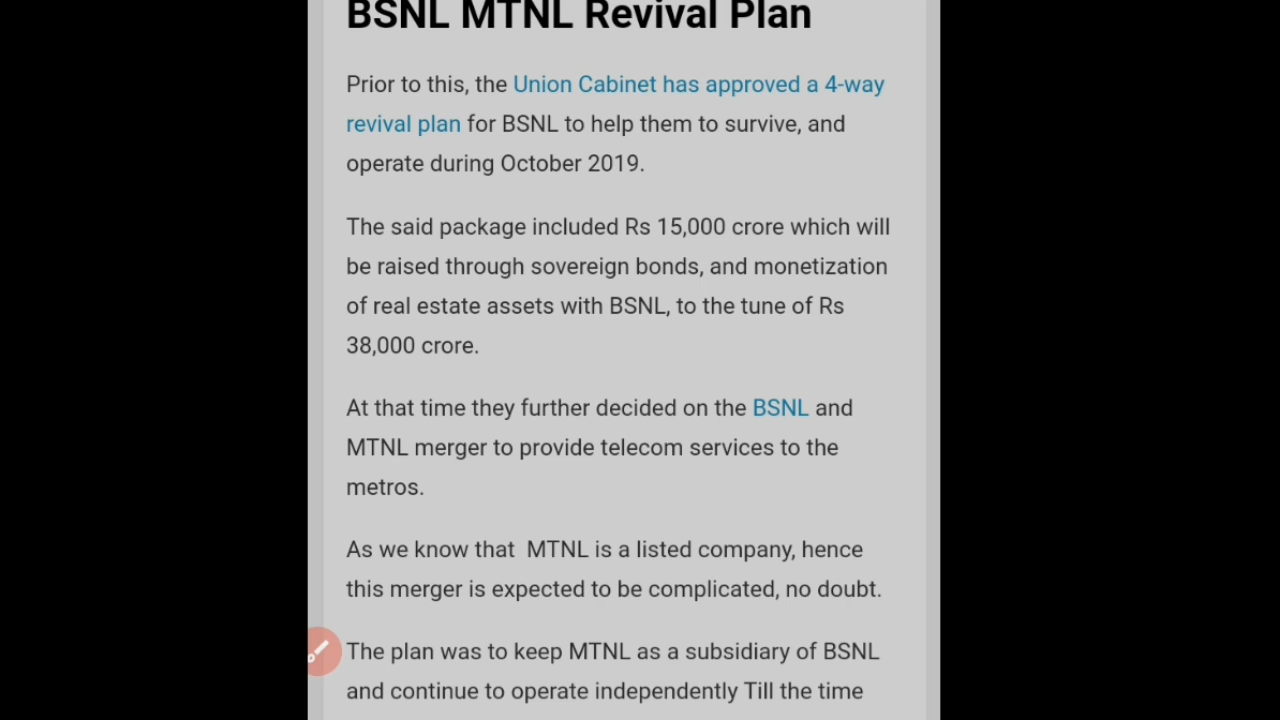 BSNL MTNL Revival Plan
Prior to this, the Union Cabinet has approved a 4-way
revival plan for BSNL to help them to survive, and
operate during October 2019.
The said package included Rs 15,000 crore which will
be raised through sovereign bonds, and monetization
of real estate assets with BSNL, to the tune of Rs
38,000 crore.
At that time they further decided on the BSNL and
MTNL merger to provide telecom services to the
metros.
As we know that  MTNL is a listed company, hence
this merger is expected to be complicated, no doubt.
The plan was to keep MTNL as a subsidiary of BSNL
and continue to operate independently Till the time